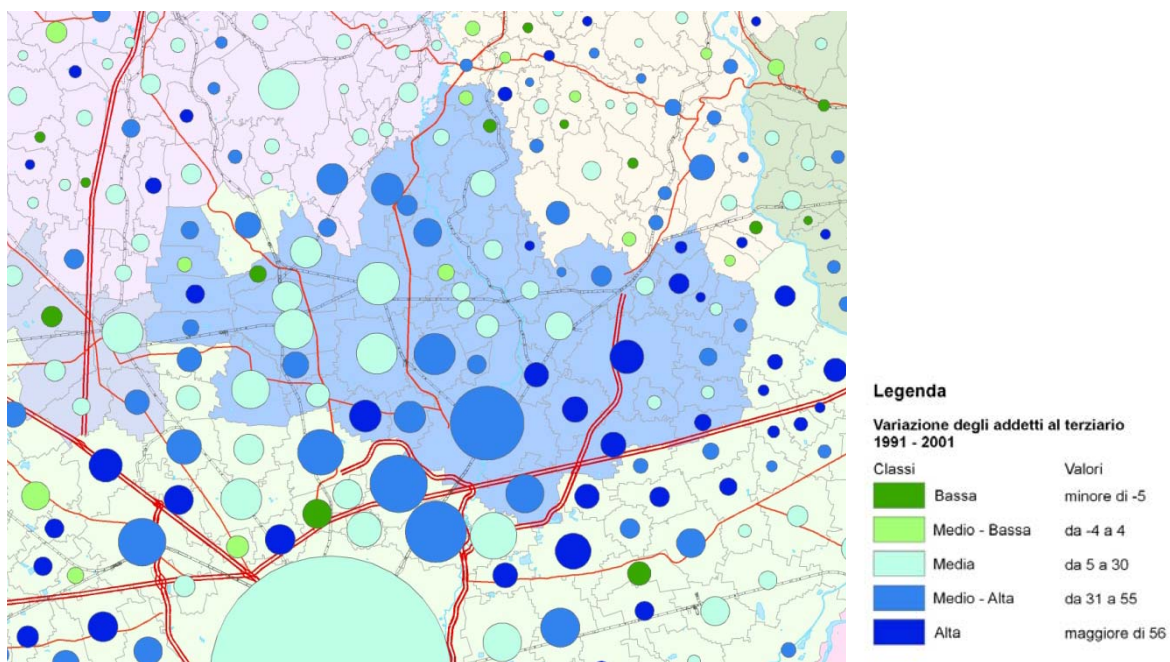 Legenda
Variazione degli addetti al terziario
1991 - 2001
Classi Valori
Bassa minore di -5
Medio - Bassa da -4 a 4
Media da 5 a 30
Medio - Alta da 31 a 55
Alta maggiore di 56